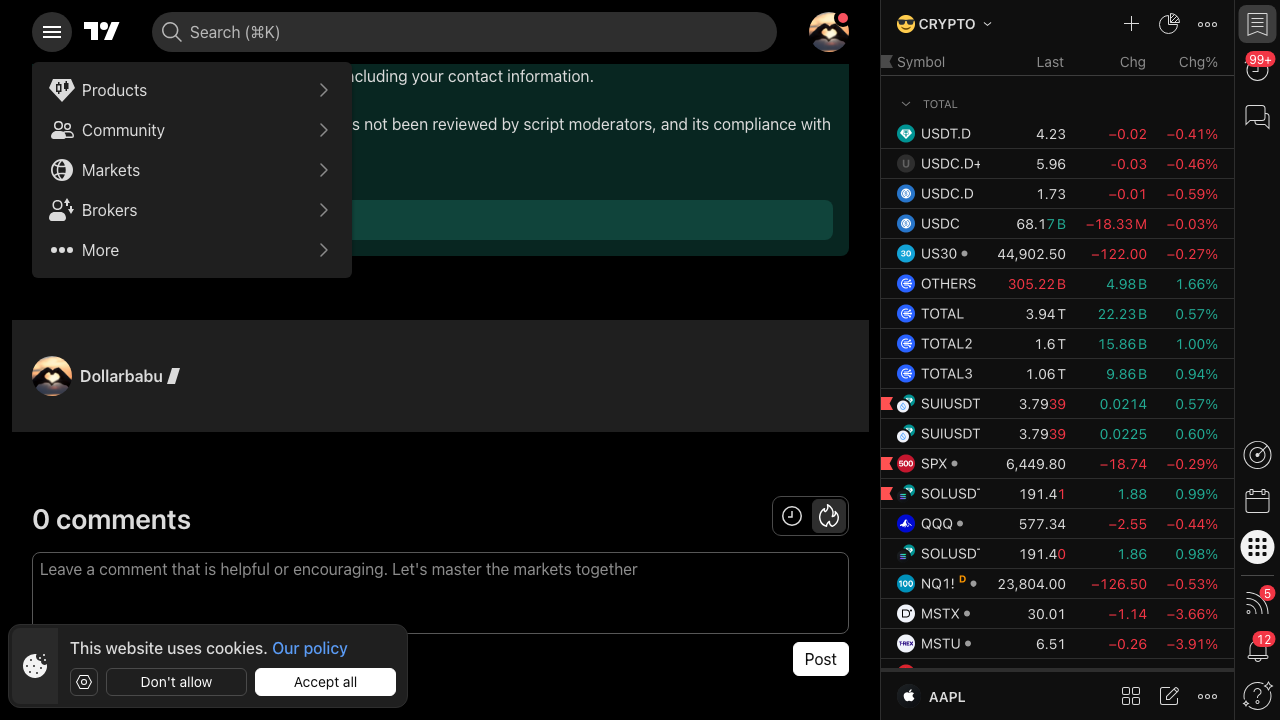 Search (⌘K)
ncluding your contact information.
s not been reviewed by script moderators, and its compliance with
Products
Community
Markets
Brokers
More
Dollarbabu
0 comments
Leave a comment that is helpful or encouraging. Let's master the markets together
Post
This website uses cookies. Our policy
Don't allow
Accept all
CRYPTO
Symbol Last Chg Chg%
TOTAL
USDT.D 4.23 −0.02 −0.41%
U USDC.D+ 5.96 -0.03 −0.46%
USDC.D 1.73 −0.01 −0.59%
USDC 68.17 B −18.33 M −0.03%
30 US30 44,902.50 −122.00 −0.27%
OTHERS 305.22 B 4.98 B 1.66%
TOTAL 3.94 T 22.23 B 0.57%
TOTAL2 1.6 T 15.86 B 1.00%
TOTAL3 1.06 T 9.86 B 0.94%
SUIUSDT 3.7939 0.0214 0.57%
SUIUSDT 3.7939 0.0225 0.60%
500 SPX 6,449.80 −18.74 −0.29%
SOLUSDT 191.41 1.88 0.99%
QQQ 577.34 −2.55 −0.44%
SOLUSDT 191.40 1.86 0.98%
100 NQ1! D 23,804.00 −126.50 −0.53%
MSTX 30.01 −1.14 −3.66%
T-REX MSTU 6.51 −0.26 −3.91%
AAPL
99+
5
12